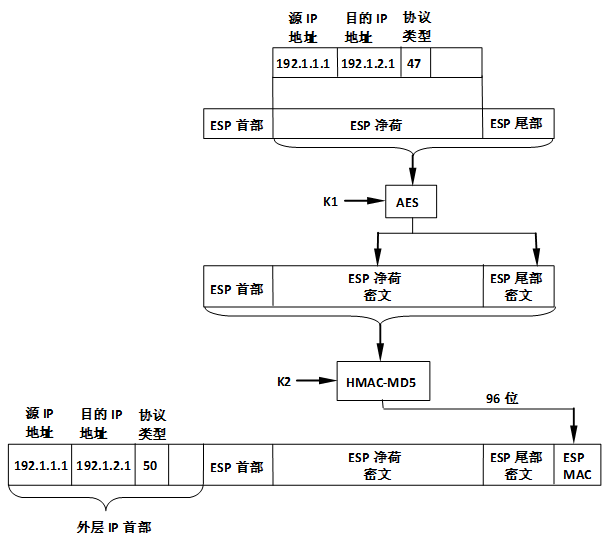 源 IP 目的 IP 协议
地址 地址 类型
192.1.1.1 192.1.2.1 47
ESP 首部 ESP 净荷 ESP 尾部
K1 AES
ESP 首部 ESP 净荷 ESP 尾部
密文 密文
K2 HMAC-MD5
96 位
源 IP 目的 IP 协议
地址 地址 类型
192.1.1.1 192.1.2.1 50 ESP 首部 ESP 净荷 ESP 尾部 ESP
密文 密文 MAC
外层 IP 首部